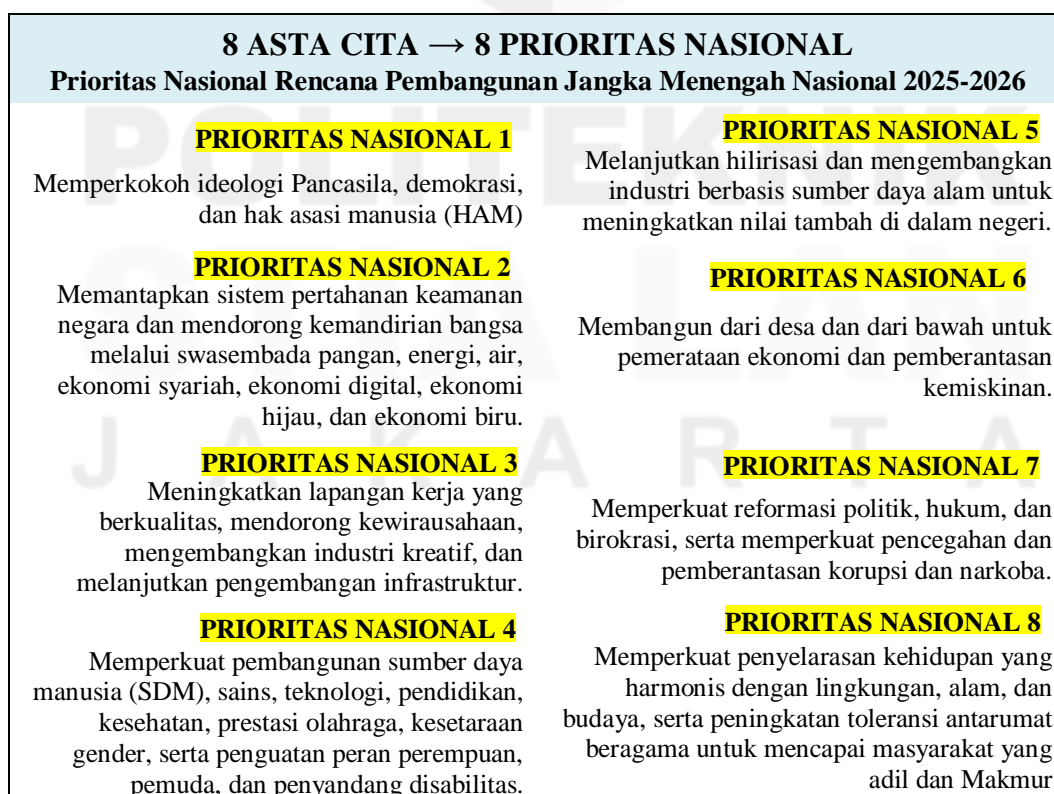 8 ASTA CITA → 8 PRIORITAS NASIONAL
Prioritas Nasional Rencana Pembangunan Jangka Menengah Nasional 2025-2026
PRIORITAS NASIONAL 1
Memperkokoh ideologi Pancasila, demokrasi,
dan hak asasi manusia (HAM)
PRIORITAS NASIONAL 2
Memantapkan sistem pertahanan keamanan
negara dan mendorong kemandirian bangsa
melalui swasembada pangan, energi, air,
ekonomi syariah, ekonomi digital, ekonomi
hijau, dan ekonomi biru.
PRIORITAS NASIONAL 3
Meningkatkan lapangan kerja yang
berkualitas, mendorong kewirausahaan,
mengembangkan industri kreatif, dan
melanjutkan pengembangan infrastruktur.
PRIORITAS NASIONAL 4
Memperkuat pembangunan sumber daya
manusia (SDM), sains, teknologi, pendidikan,
kesehatan, prestasi olahraga, kesetaraan
gender, serta penguatan peran perempuan,
pemuda, dan penyandang disabilitas.
PRIORITAS NASIONAL 5
Melanjutkan hilirisasi dan mengembangkan
industri berbasis sumber daya alam untuk
meningkatkan nilai tambah di dalam negeri.
PRIORITAS NASIONAL 6
Membangun dari desa dan dari bawah untuk
pemerataan ekonomi dan pemberantasan
kemiskinan.
PRIORITAS NASIONAL 7
Memperkuat reformasi politik, hukum, dan
birokrasi, serta memperkuat pencegahan dan
pemberantasan korupsi dan narkoba.
PRIORITAS NASIONAL 8
Memperkuat penyelarasan kehidupan yang
harmonis dengan lingkungan, alam, dan
budaya, serta peningkatan toleransi antarumat
beragama untuk mencapai masyarakat yang
adil dan Makmur
POLITEKNIK
STIA LAN
JAKARTA